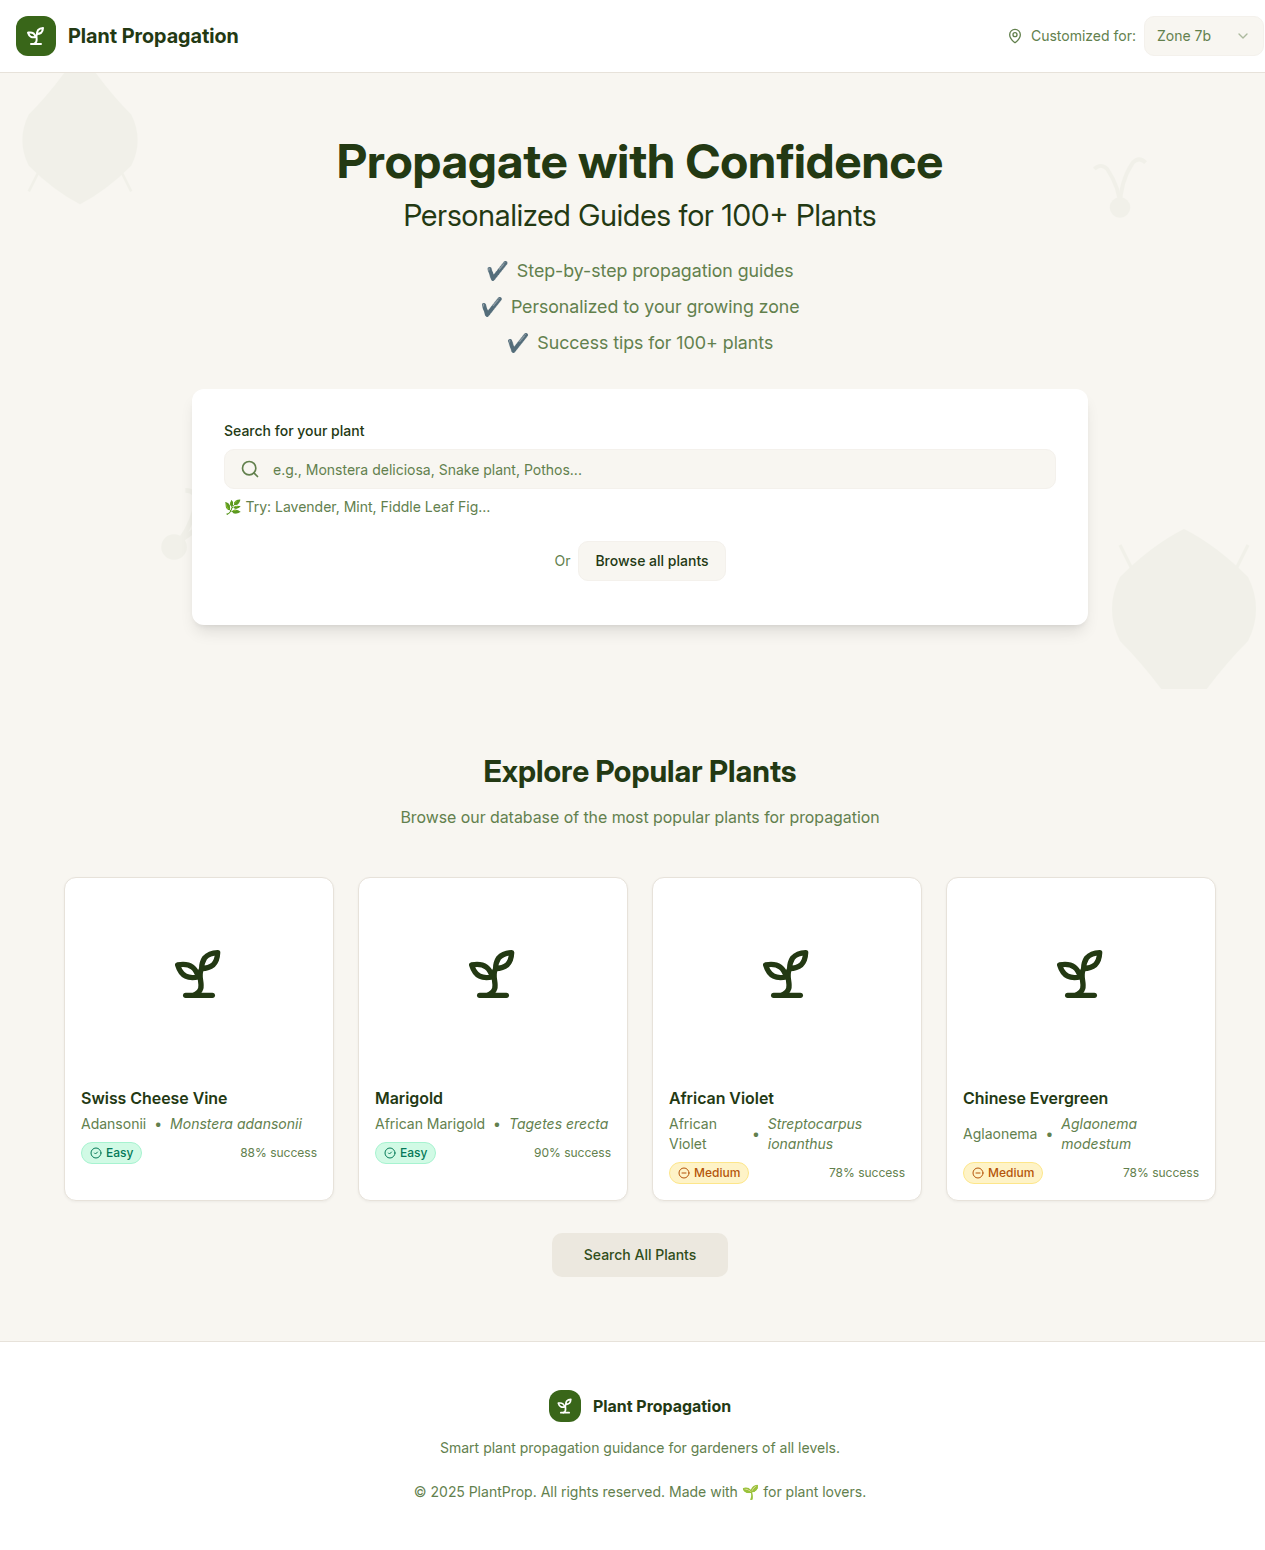 Plant Propagation
Customized for:
Zone 7b
Propagate with Confidence
Personalized Guides for 100+ Plants
✔️ Step-by-step propagation guides
✔️ Personalized to your growing zone
✔️ Success tips for 100+ plants
Search for your plant
e.g., Monstera deliciosa, Snake plant, Pothos...
🌿 Try: Lavender, Mint, Fiddle Leaf Fig...
Or
Browse all plants
Explore Popular Plants
Browse our database of the most popular plants for propagation
Swiss Cheese Vine
Adansonii • Monstera adansonii
Easy
88% success
Marigold
African Marigold • Tagetes erecta
Easy
90% success
African Violet
African
Violet
•
Streptocarpus
ionanthus
Medium
78% success
Chinese Evergreen
Aglaonema •
Aglaonema
modestum
Medium
78% success
Search All Plants
Plant Propagation
Smart plant propagation guidance for gardeners of all levels.
© 2025 PlantProp. All rights reserved. Made with 🌱 for plant lovers.